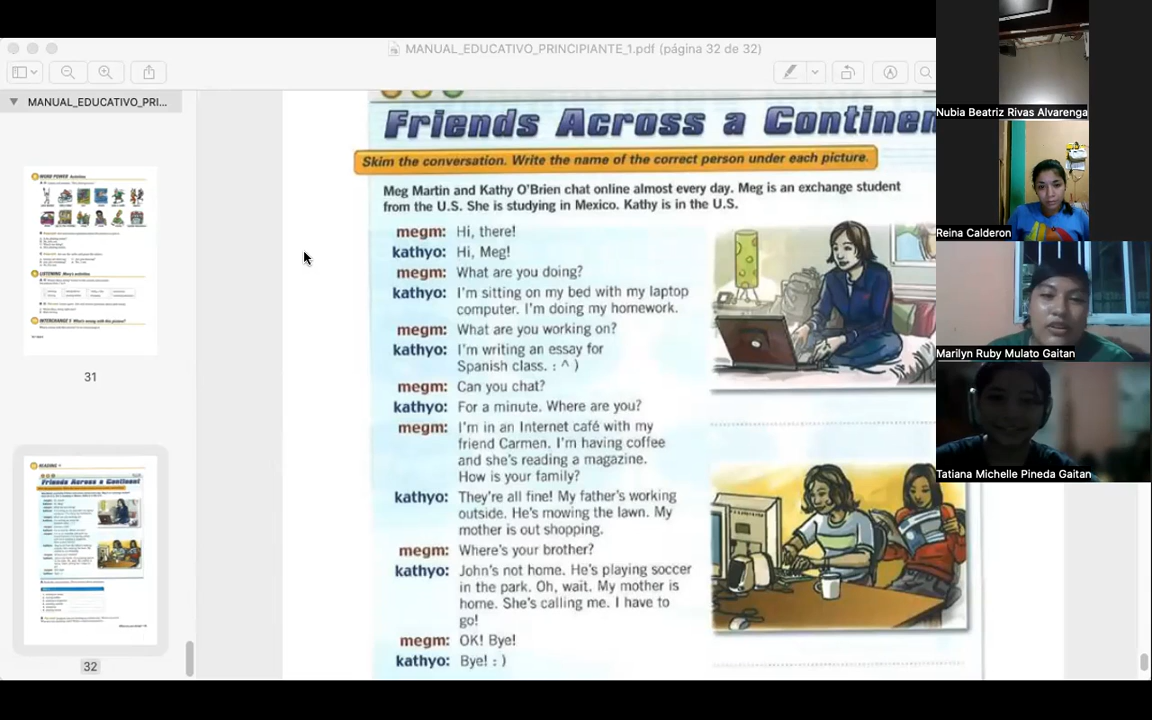 MANUAL_EDUCATIVO_PRINCIPIANTE_1.pdf (página 32 de 32)
MANUAL_EDUCATIVO_PRI...
31
32
Friends Across a Continen
Skim the conversation. Write the name of the correct person under each picture.
Meg Martin and Kathy O'Brien chat online almost every day. Meg is an exchange student
from the U.S. She is studying in Mexico. Kathy is in the U.S.
megm: Hi, there!
kathyo: Hi, Meg!
megm: What are you doing?
kathyo: I'm sitting on my bed with my laptop
computer. I'm doing my homework.
megm: What are you working on?
kathyo: I'm writing an essay for
Spanish class. : ^ )
megm: Can you chat?
kathyo: For a minute. Where are you?
megm: I'm in an Internet café with my
friend Carmen. I'm having coffee
and she's reading a magazine.
How is your family?
kathyo: They're all fine! My father's working
outside. He's mowing the lawn. My
mother is out shopping.
megm: Where's your brother?
kathyo: John's not home. He's playing soccer
in the park. Oh, wait. My mother is
home. She's calling me. I have to
go!
megm: OK! Bye!
kathyo: Bye! : )
Nubia Beatriz Rivas Alvarenga
Reina Calderon
Marilyn Ruby Mulato Gaitan
Tatiana Michelle Pineda Gaitan